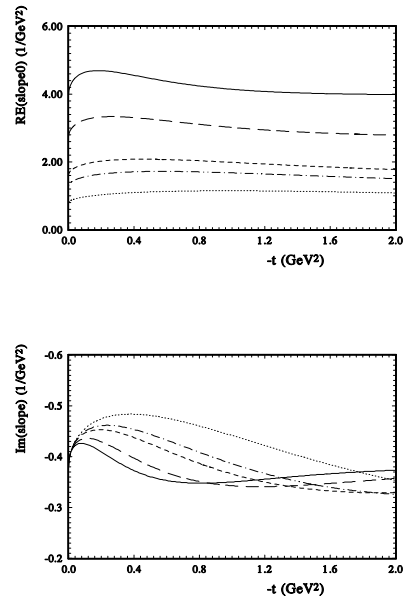 6.00
RE(slope0) (1/GeV²)
4.00
2.00
0.00
0.0 0.4 0.8 1.2 1.6 2.0
-t (GeV²)
-0.6
Im(slope) (1/GeV²)
-0.5
-0.4
-0.3
-0.2
0.0 0.4 0.8 1.2 1.6 2.0
-t (GeV²)